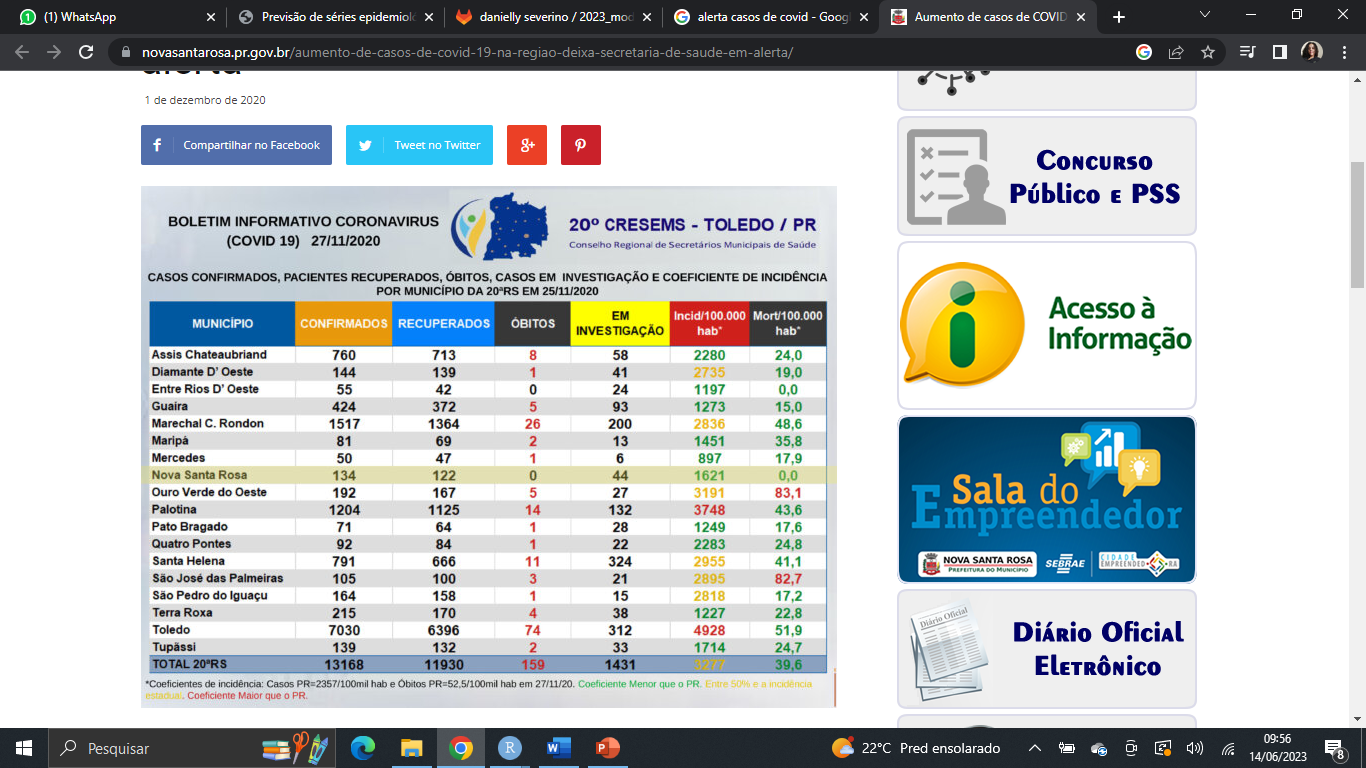 (1) WhatsApp
Previsão de séries epidemiol
danielly severino / 2023_mod
alerta casos de covid - Googl
Aumento de casos de COVID
novasantarosa.pr.gov.br/aumento-de-casos-de-covid-19-na-regiao-deixa-secretaria-de-saude-em-alerta/
alerta
1 de dezembro de 2020
Compartilhar no Facebook
Tweet no Twitter
BOLETIM INFORMATIVO CORONAVIRUS
(COVID 19) 27/11/2020
20º CRESEMS - TOLEDO / PR
Conselho Regional de Secretários Municipais de Saúde
CASOS CONFIRMADOS, PACIENTES RECUPERADOS, ÓBITOS, CASOS EM INVESTIGAÇÃO E COEFICIENTE DE INCIDÊNCIA
POR MUNICÍPIO DA 20ªRS EM 25/11/2020
MUNICÍPIO CONFIRMADOS RECUPERADOS ÓBITOS EM INVESTIGAÇÃO Incid/100.000 hab* Mort/100.000 hab*
Assis Chateaubriand 760 713 8 58 2280 24,0
Diamante D' Oeste 144 139 1 41 2735 19,0
Entre Rios D' Oeste 55 42 0 24 1197 0,0
Guaira 424 372 5 93 1273 15,0
Marechal C. Rondon 1517 1364 26 200 2836 48,6
Maripá 81 69 2 13 1451 35,8
Mercedes 50 47 1 6 897 17,9
Nova Santa Rosa 134 122 0 44 1621 0,0
Ouro Verde do Oeste 192 167 5 27 3191 83,1
Palotina 1204 1125 14 132 3748 43,6
Pato Bragado 71 64 1 28 1249 17,6
Quatro Pontes 92 84 1 22 2283 24,8
Santa Helena 791 666 11 324 2955 41,1
São José das Palmeiras 105 100 3 21 2895 82,7
São Pedro do Iguaçu 164 158 1 15 2818 17,2
Terra Roxa 215 170 4 38 1227 22,8
Toledo 7030 6396 74 312 4928 51,9
Tupãssi 139 132 2 33 1714 24,7
TOTAL 20ªRS 13168 11930 159 1431 3277 39,6
*Coeficientes de incidência: Casos PR=2357/100mil hab e Óbitos PR=52,5/100mil hab em 27/11/20. Coeficiente Menor que o PR. Entre 50% e a incidência
estadual. Coeficiente Maior que o PR.
Concurso
Público e PSS
Acesso à
Informação
Sala do
Empreendedor
NOVA SANTA ROSA
PREFEITURA DO MUNICÍPIO
SEBRAE
CIDADE
EMPREENDEDORA
Diário Oficial
Diário Oficial
Eletrônico
Pesquisar
22°C Pred ensolarado
09:56
14/06/2023
8